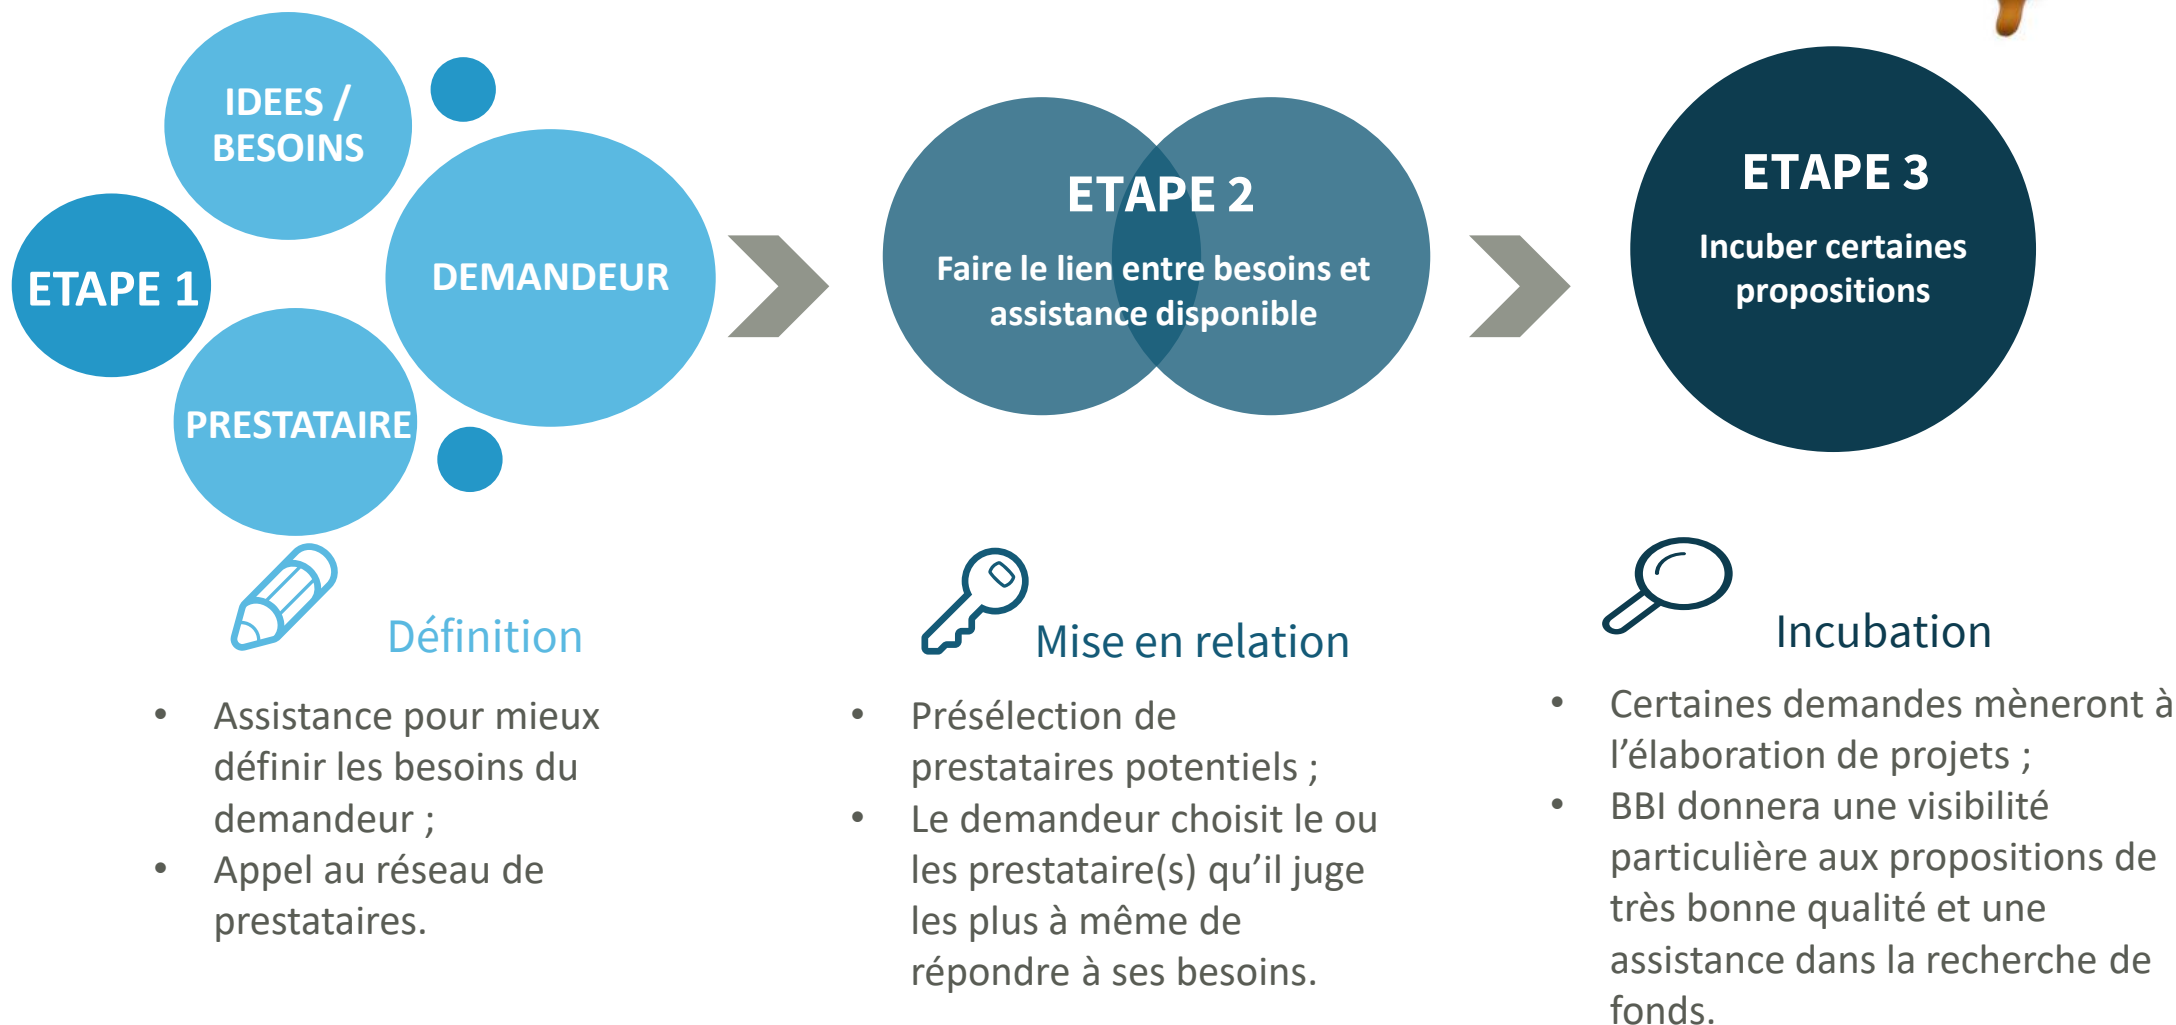 IDEES /
BESOINS
ETAPE 1
DEMANDEUR
PRESTATAIRE
ETAPE 2
Faire le lien entre besoins et
assistance disponible
ETAPE 3
Incuber certaines
propositions
Définition
• Assistance pour mieux
définir les besoins du
demandeur ;
• Appel au réseau de
prestataires.
Mise en relation
• Présélection de
prestataires potentiels ;
• Le demandeur choisit le ou
les prestataire(s) qu’il juge
les plus à même de
répondre à ses besoins.
Incubation
• Certaines demandes mèneront à
l’élaboration de projets ;
• BBI donnera une visibilité
particulière aux propositions de
très bonne qualité et une
assistance dans la recherche de
fonds.